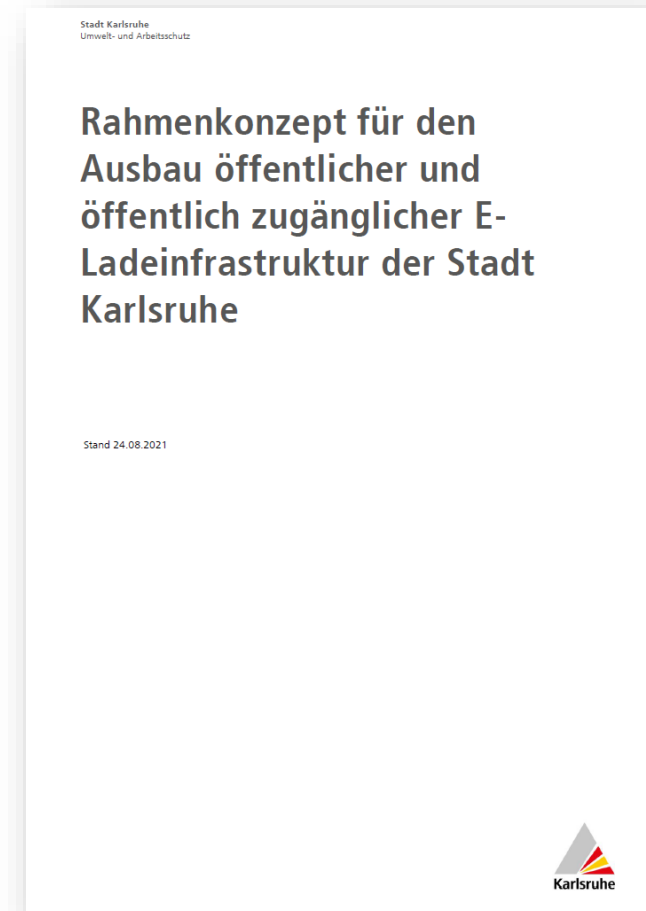 Stadt Karlsruhe
Umwelt- und Arbeitsschutz
Rahmenkonzept für den
Ausbau öffentlicher und
öffentlich zugänglicher E-
Ladeinfrastruktur der Stadt
Karlsruhe
Stand 24.08.2021
Karlsruhe